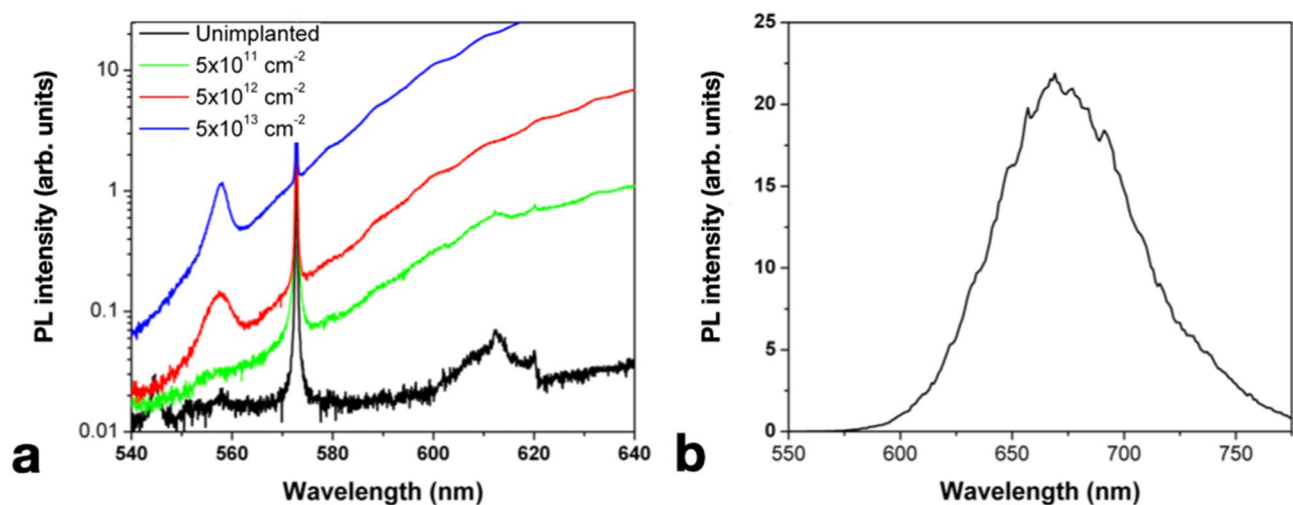 PL intensity (arb. units)
10
1
0.1
0.01
Unimplanted
5x10¹¹ cm⁻²
5x10¹² cm⁻²
5x10¹³ cm⁻²
540 560 580 600 620 640
Wavelength (nm)
a
PL intensity (arb. units)
25
20
15
10
5
0
550 600 650 700 750
Wavelength (nm)
b